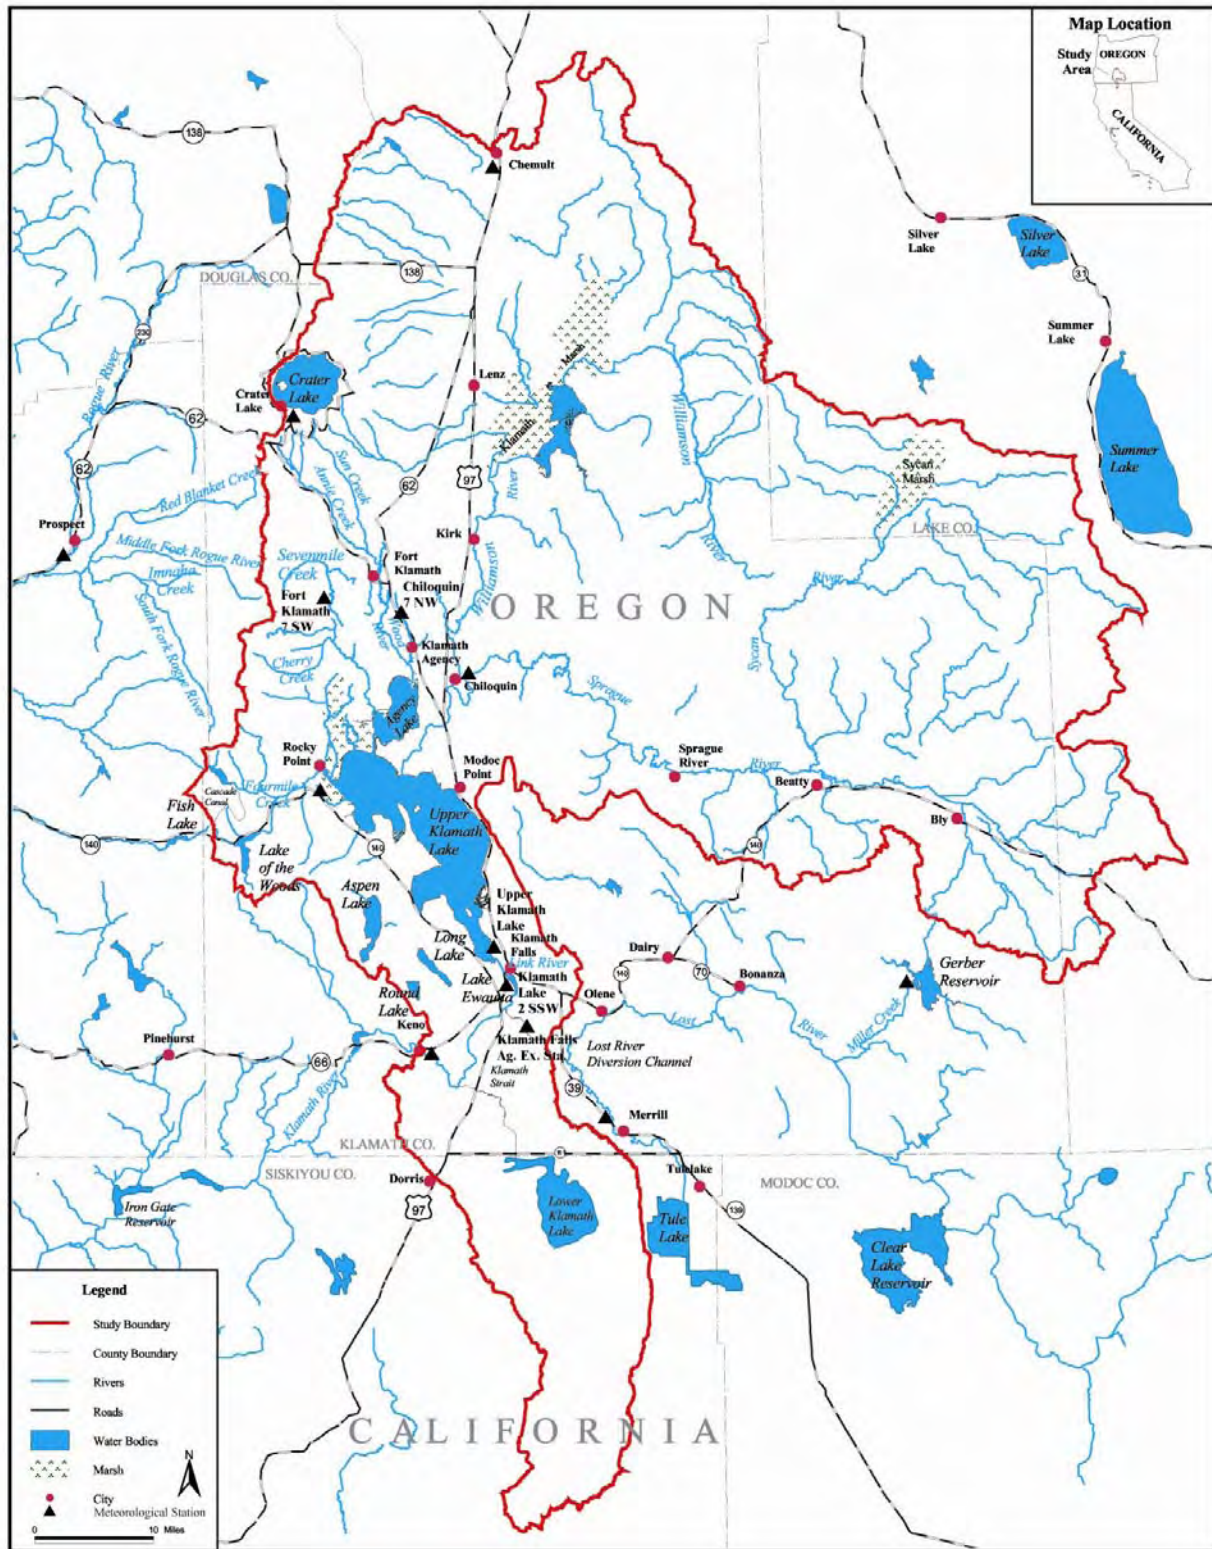 Map Location
Study
Area
OREGON
CALIFORNIA
138
Chemult
Silver
Lake
Silver
Lake
31
DOUGLAS CO.
138
230
Rogue River
Summer
Lake
Crater
Lake
Crater
Lake
Lenz
Marsh
Klamath
Williamson
River
62
62
97
62
River
Sycan
Marsh
Summer
Lake
Sun Creek
Annie Creek
Red Blanket Creek
Prospect
LAKE CO.
Middle Fork Rogue River
Imnaha
Creek
Sevenmile
Creek
Fort
Klamath
Kirk
Williamson
River
Fort
Klamath
7 SW
Chiloquin
7 NW
OREGON
South Fork Rogue River
Wood
River
Klamath
Agency
Cherry
Creek
Chiloquin
Sycan
Sprague
Agency
Lake
Rocky
Point
Modoc
Point
Sprague
River
River
Beatty
Cascade
Canal
Fourmile
Creek
Fish
Lake
Upper
Klamath
Lake
Bly
140
140
140
Lake
of the
Woods
Aspen
Lake
Upper
Klamath
Lake
Long
Lake
Klamath
Falls
Link River
Dairy
140
70
Bonanza
Gerber
Reservoir
Lake
Ewauna
Klamath
Lake
2 SSW
Olene
Round
Lake
Lost
River
Miller Creek
Keno
Klamath Falls
Ag. Ex. Sta.
Klamath
Strait
Lost River
Diversion Channel
Pinehurst
66
39
Klamath River
Merrill
KLAMATH CO.
SISKIYOU CO.
Dorris
Tulelake
MODOC CO.
97
139
Iron Gate
Reservoir
Lower
Klamath
Lake
Tule
Lake
Clear
Lake
Reservoir
CALIFORNIA
Legend
Study Boundary
County Boundary
Rivers
Roads
Water Bodies
Marsh
City
Meteorological Station
N
0 10 Miles